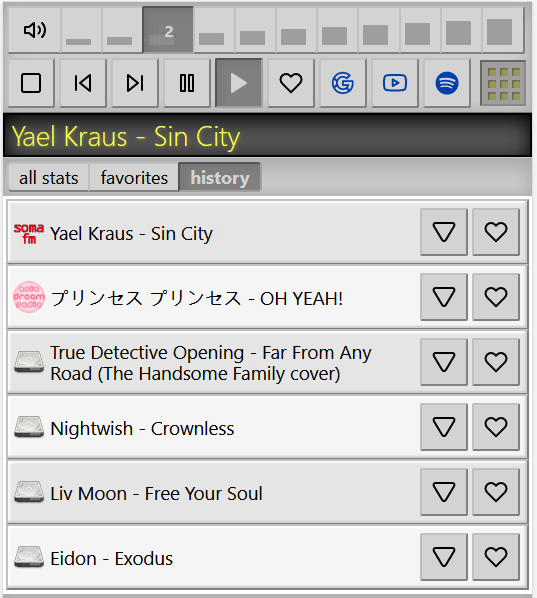 2
Yael Kraus - Sin City
all stats
favorites
history
soma
fm
Yael Kraus - Sin City
プリンセス プリンセス - OH YEAH!
dream
True Detective Opening - Far From Any
Road (The Handsome Family cover)
Nightwish - Crownless
Liv Moon - Free Your Soul
Eidon - Exodus